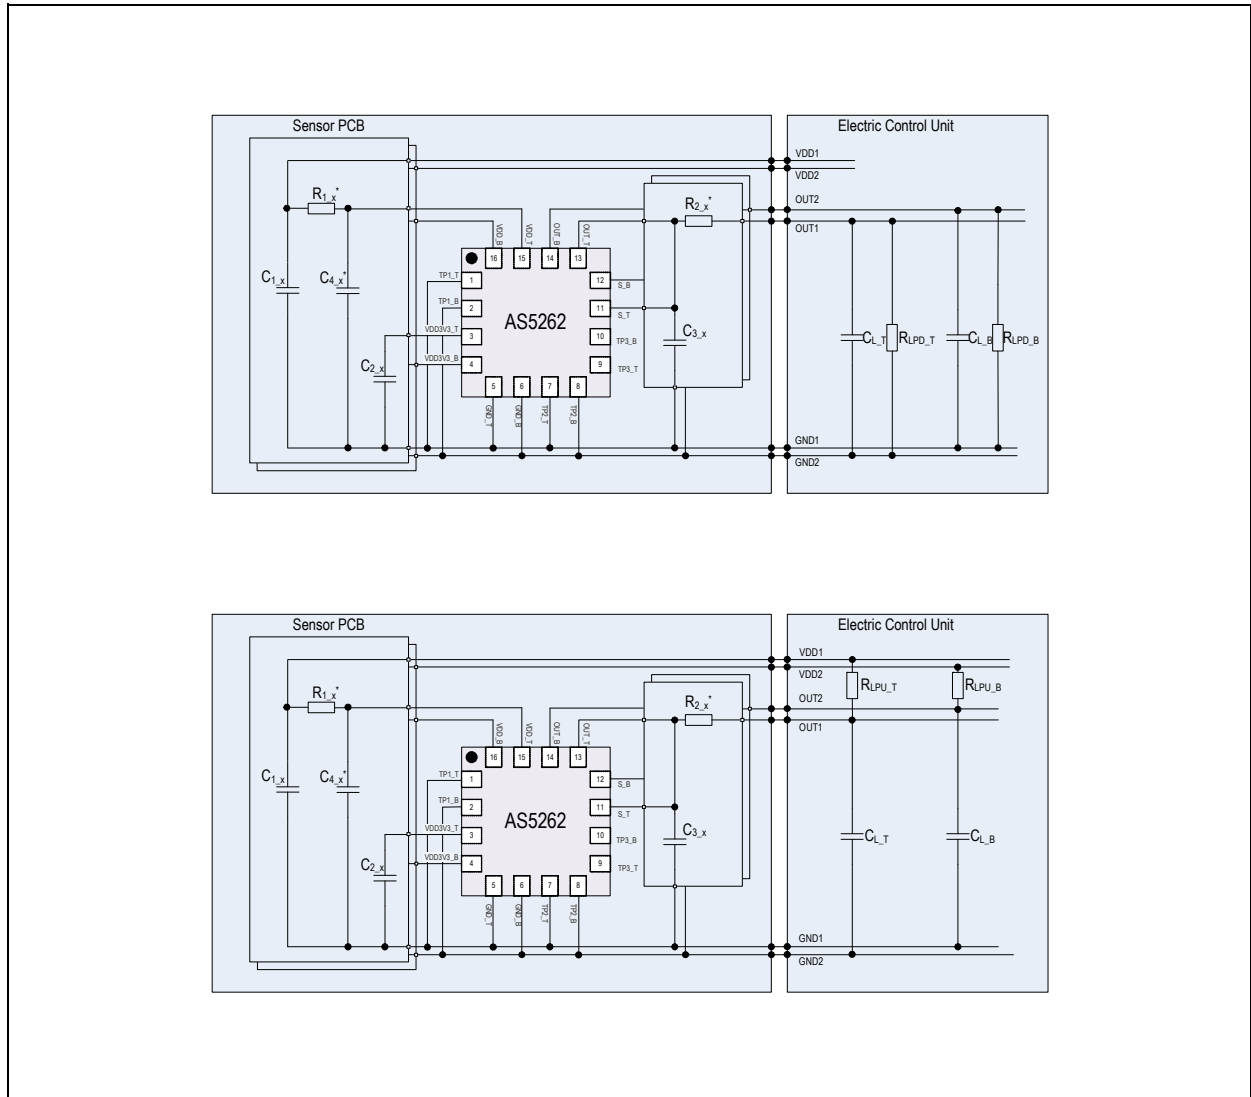 Sensor PCB
Electric Control Unit
VDD1
VDD2
R1_x*
OUT2
R2_x*
OUT1
VDD_B
VDD_T
OUT_B
OUT_T
16
15
14
13
C1_x
C4_x*
TP1_T
1
12
S_B
TP1_B
2
11
S_T
AS5262
VDD3V3_T
3
10
TP3_B
C3_x
CL_T
RLPD_T
CL_B
RLPD_B
VDD3V3_B
4
9
TP3_T
C2_x
5
6
7
8
GND_T
GND_B
TP2_T
TP2_B
GND1
GND2
Sensor PCB
Electric Control Unit
VDD1
VDD2
RLPU_T
RLPU_B
R1_x*
OUT2
R2_x*
OUT1
VDD_B
VDD_T
OUT_B
OUT_T
16
15
14
13
C1_x
C4_x*
TP1_T
1
12
S_B
TP1_B
2
11
S_T
AS5262
VDD3V3_T
3
10
TP3_B
C3_x
CL_T
CL_B
VDD3V3_B
4
9
TP3_T
C2_x
5
6
7
8
GND_T
GND_B
TP2_T
TP2_B
GND1
GND2